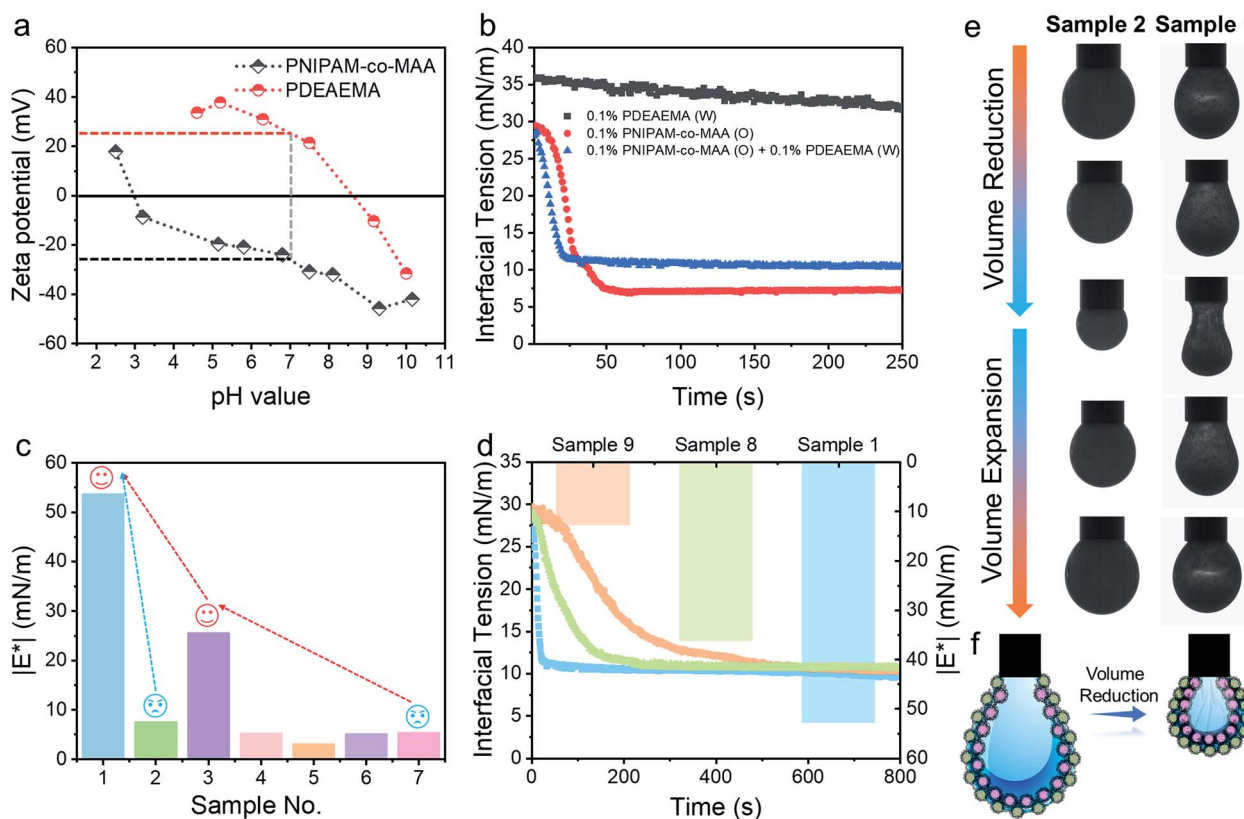 a
Zeta potential (mV)
60
40
20
0
-20
-40
-60
PNIPAM-co-MAA
PDEAEMA
2 3 4 5 6 7 8 9 10 11
pH value
b
Interfacial Tension (mN/m)
40
35
30
25
20
15
10
5
0
0.1% PDEAEMA (W)
0.1% PNIPAM-co-MAA (O)
0.1% PNIPAM-co-MAA (O) + 0.1% PDEAEMA (W)
50 100 150 200 250
Time (s)
c
|E*| (mN/m)
60
50
40
30
20
10
0
1 2 3 4 5 6 7
Sample No.
d
Sample 9 Sample 8 Sample 1
Interfacial Tension (mN/m)
35
30
25
20
15
10
5
0
0
10
20
30
40
50
60
|E*| (mN/m)
0 200 400 600 800
Time (s)
e
Sample 2 Sample
Volume Reduction
Volume Expansion
f
Volume
Reduction